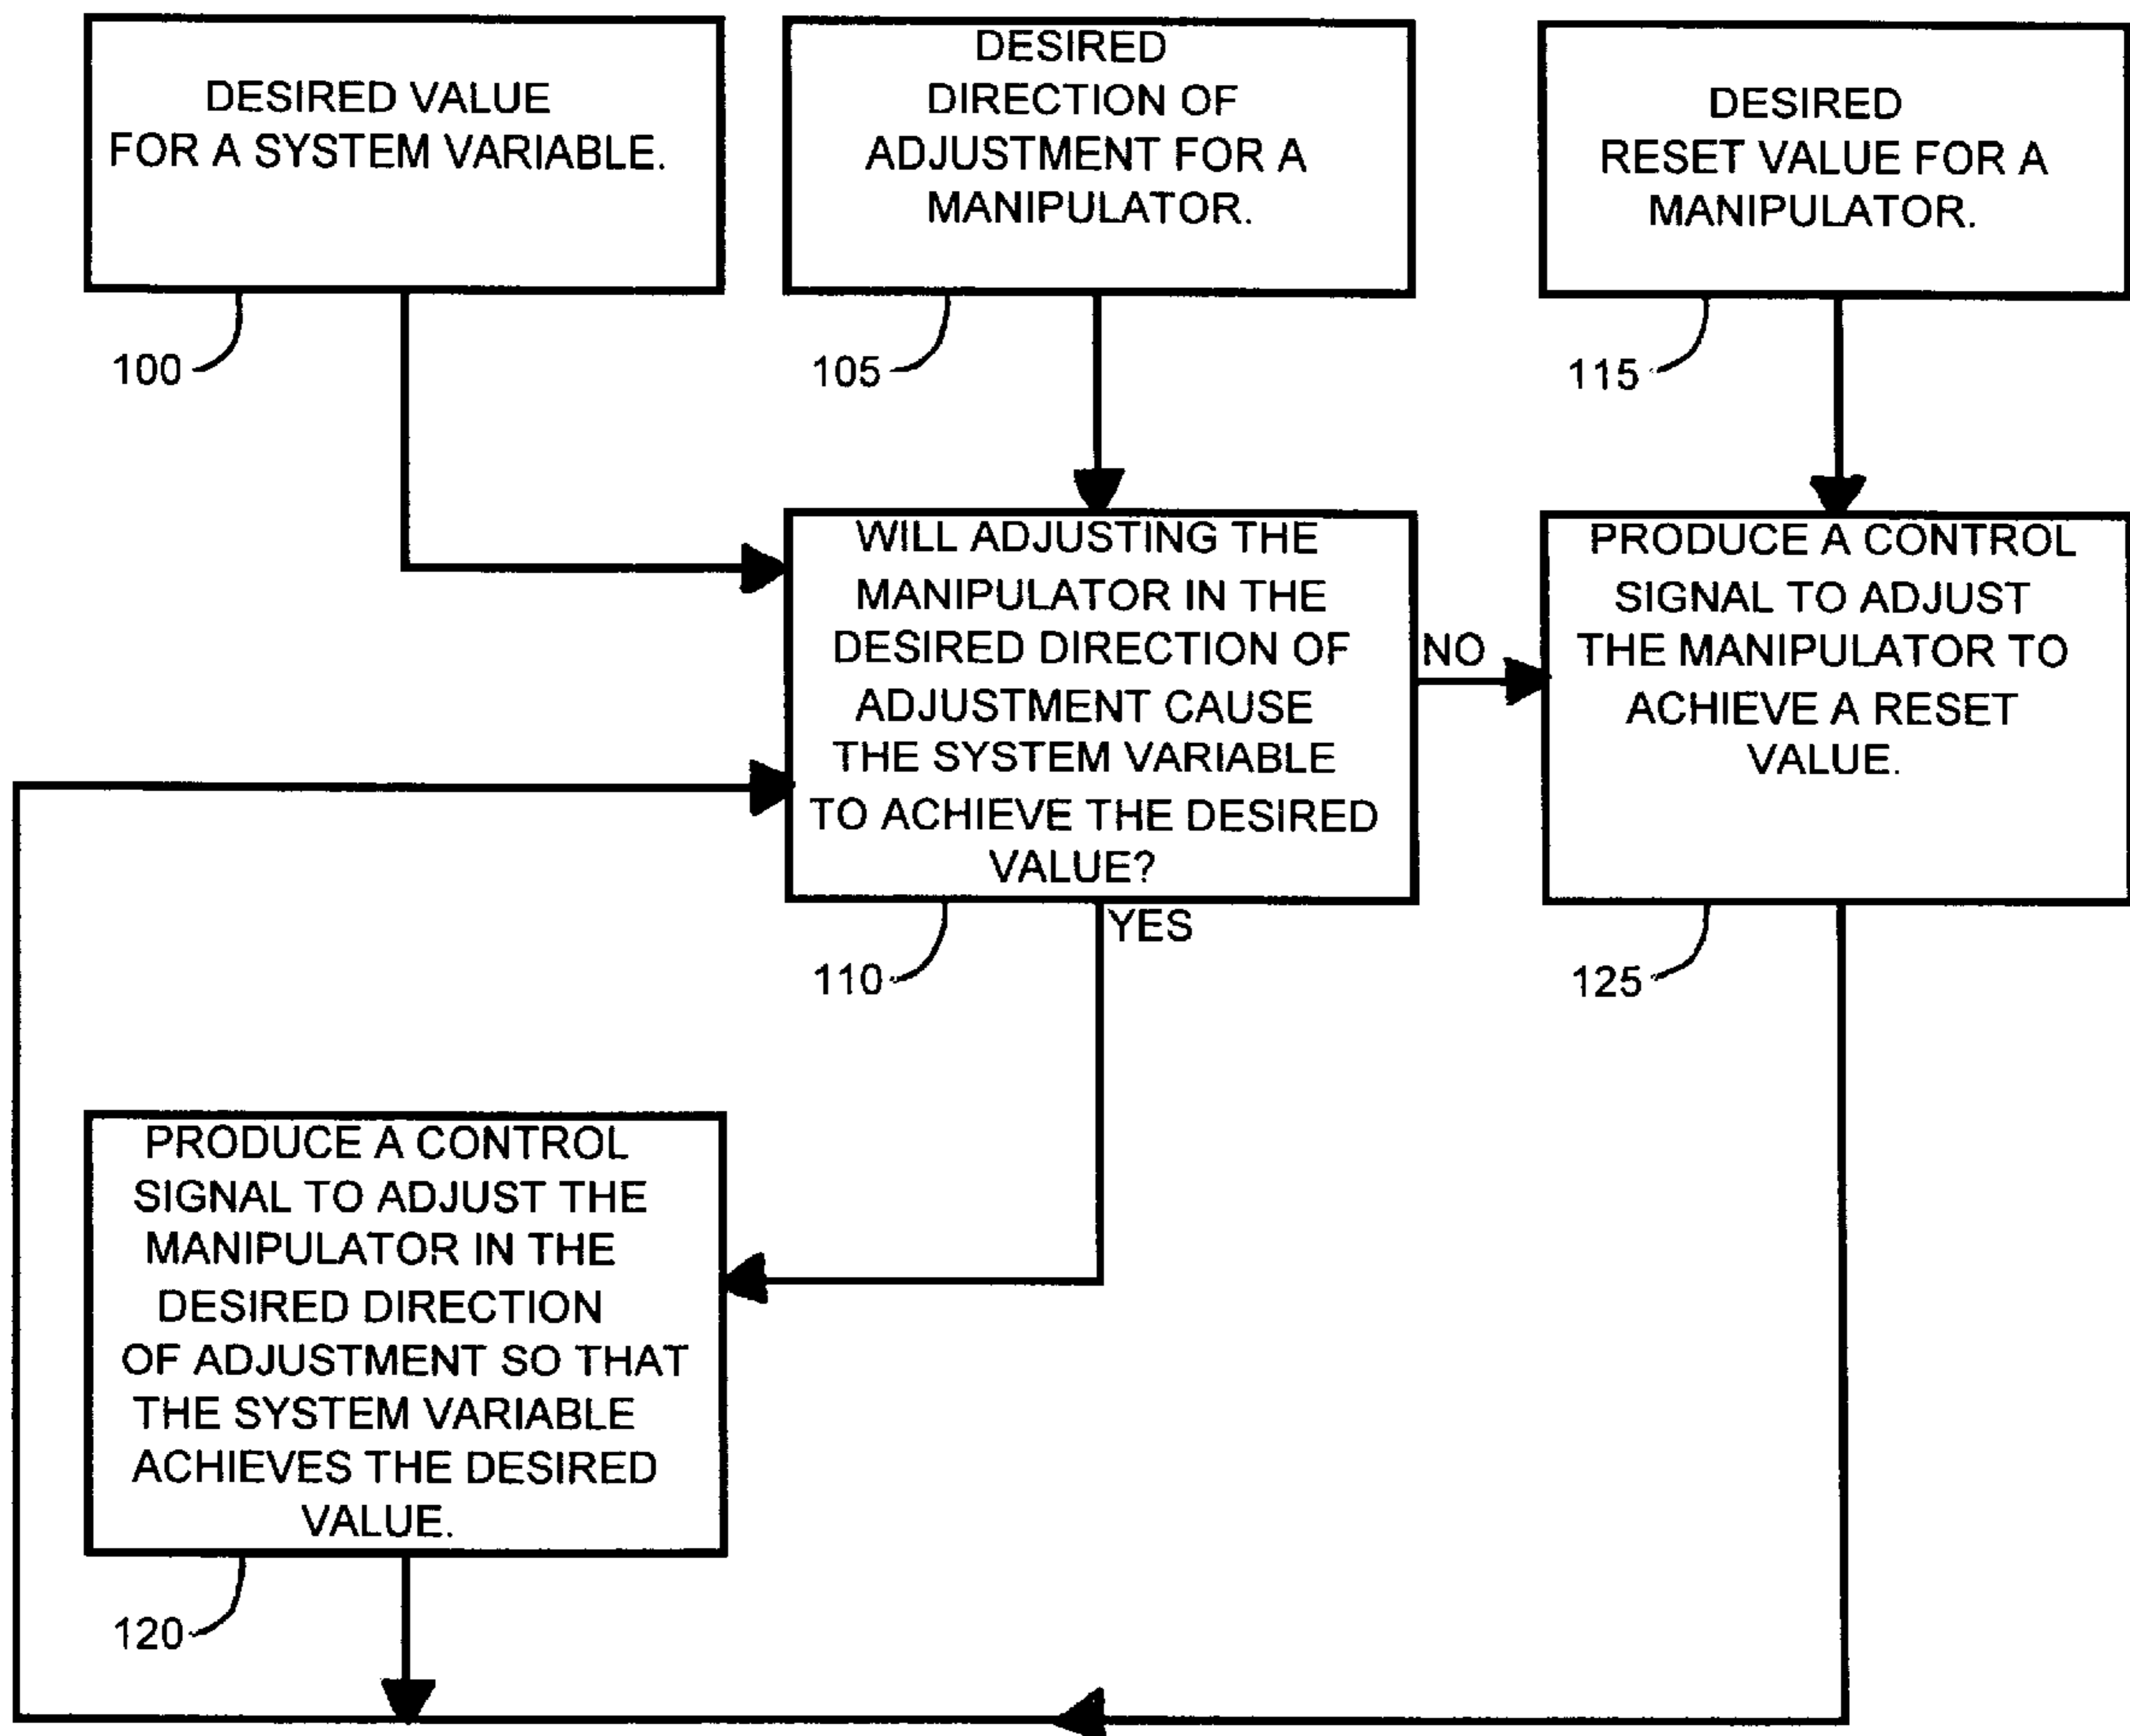 DESIRED VALUE
FOR A SYSTEM VARIABLE.
100
DESIRED
DIRECTION OF
ADJUSTMENT FOR A
MANIPULATOR.
105
DESIRED
RESET VALUE FOR A
MANIPULATOR.
115
WILL ADJUSTING THE
MANIPULATOR IN THE
DESIRED DIRECTION OF
ADJUSTMENT CAUSE
THE SYSTEM VARIABLE
TO ACHIEVE THE DESIRED
VALUE?
110
NO
YES
PRODUCE A CONTROL
SIGNAL TO ADJUST
THE MANIPULATOR TO
ACHIEVE A RESET
VALUE.
125
PRODUCE A CONTROL
SIGNAL TO ADJUST THE
MANIPULATOR IN THE
DESIRED DIRECTION
OF ADJUSTMENT SO THAT
THE SYSTEM VARIABLE
ACHIEVES THE DESIRED
VALUE.
120